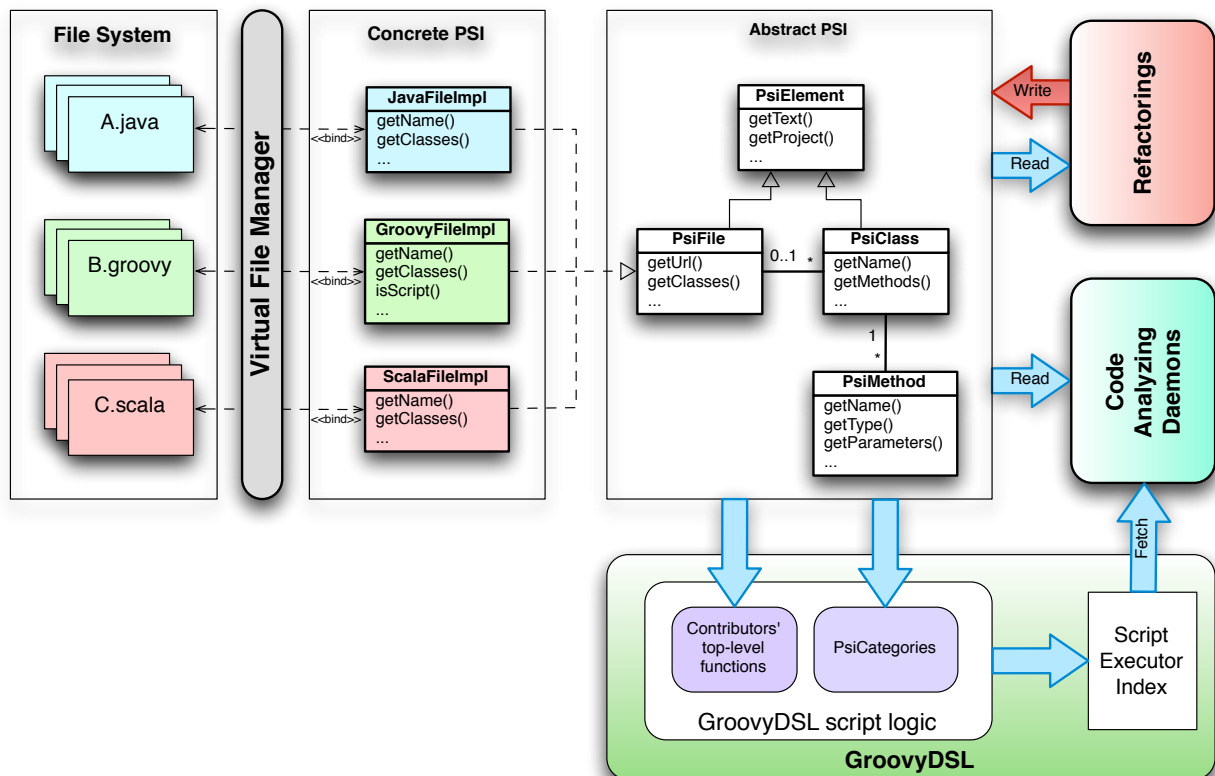 File System
A.java
B.groovy
C.scala
Virtual File Manager
Concrete PSI
JavaFileImpl
getName()
getClasses()
...
<<bind>>
GroovyFileImpl
getName()
getClasses()
isScript()
...
<<bind>>
ScalaFileImpl
getName()
getClasses()
...
<<bind>>
Abstract PSI
PsiElement
getText()
getProject()
...
PsiFile
getUrl()
getClasses()
...
0..1
*
PsiClass
getName()
getMethods()
...
1
*
PsiMethod
getName()
getType()
getParameters()
...
Write
Read
Refactorings
Read
Code
Analyzing
Daemons
Fetch
Contributors'
top-level
functions
PsiCategories
GroovyDSL script logic
Script
Executor
Index
GroovyDSL